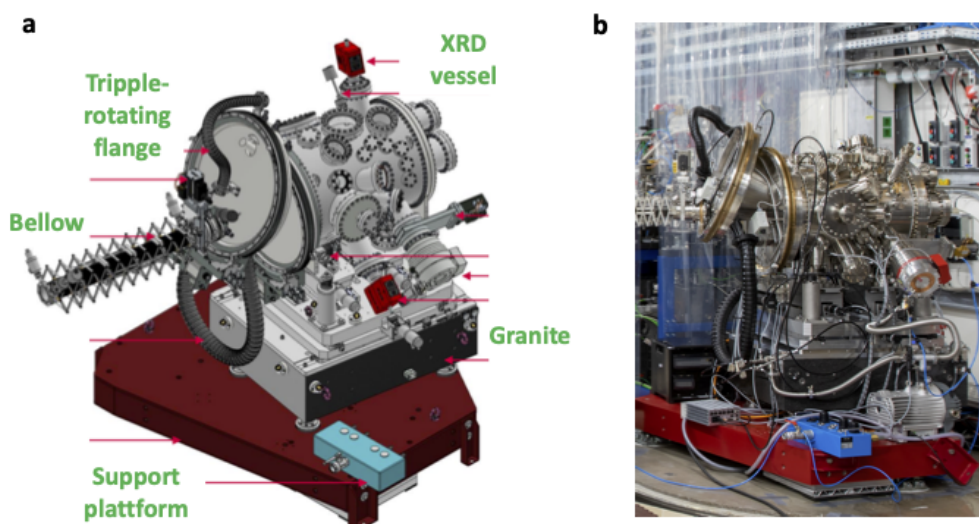 a
b
XRD
vessel
Tripple-
rotating
flange
Bellow
Granite
Support
plattform